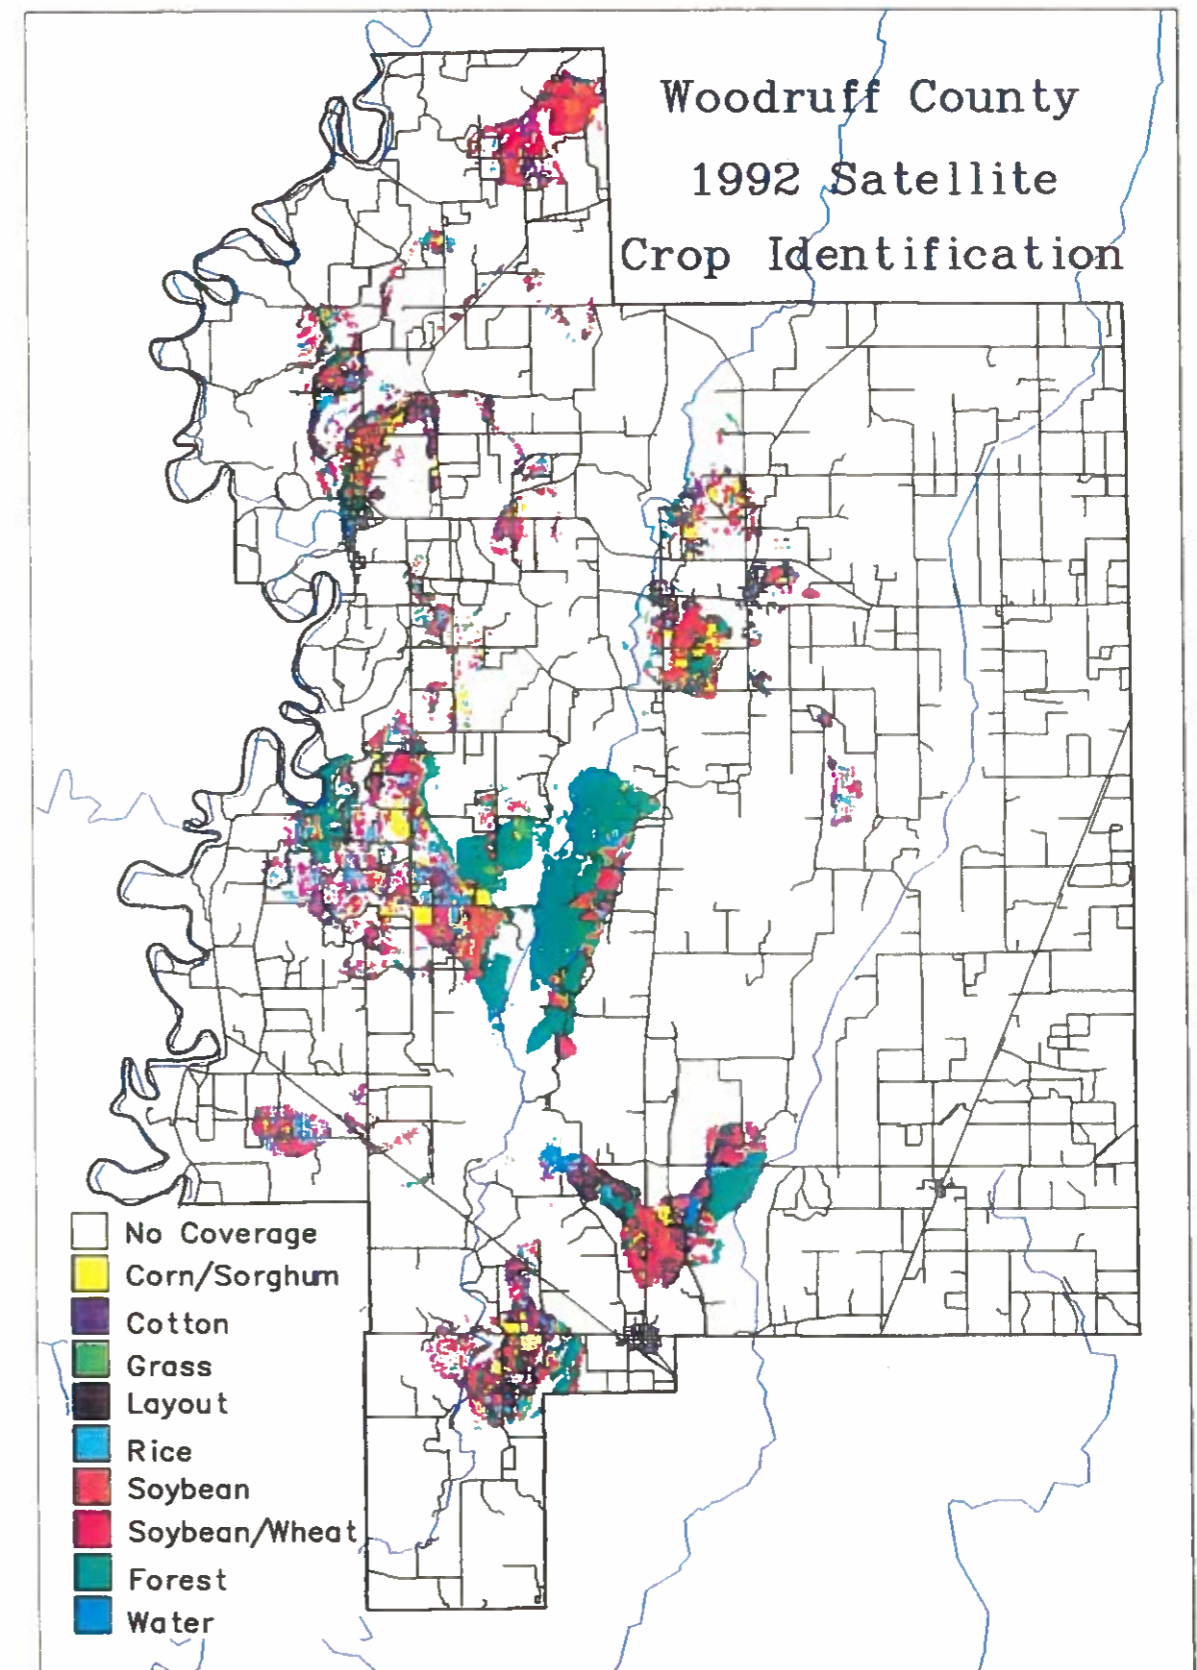 Woodruff County
1992 Satellite
Crop Identification
No Coverage
Corn/Sorghum
Cotton
Grass
Layout
Rice
Soybean
Soybean/Wheat
Forest
Water